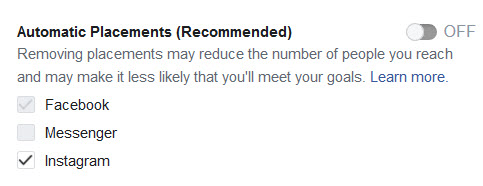 Automatic Placements (Recommended) OFF
Removing placements may reduce the number of people you reach
and may make it less likely that you'll meet your goals. Learn more.
Facebook
Messenger
Instagram